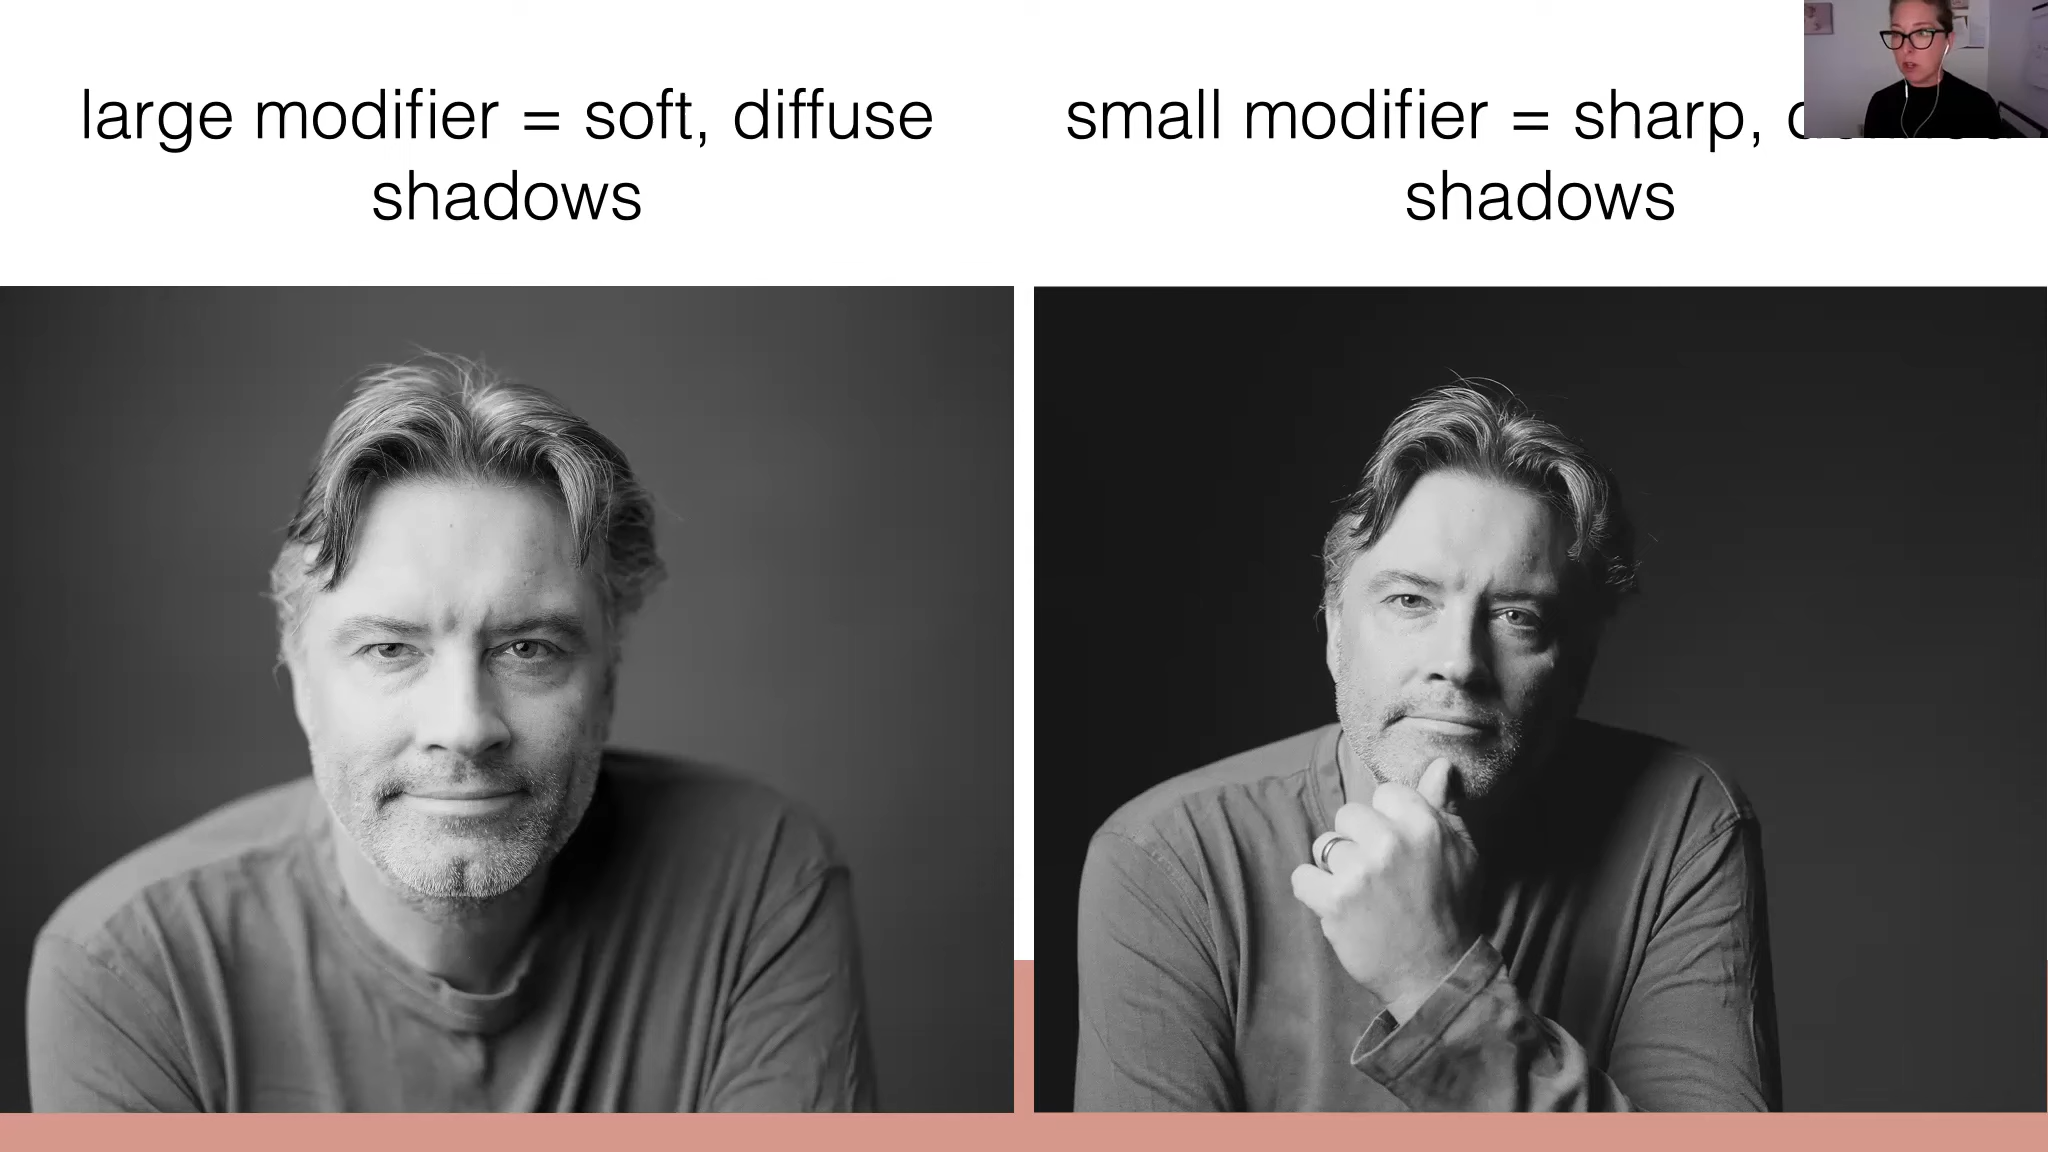 large modifier = soft, diffuse
shadows
small modifier = sharp,
shadows